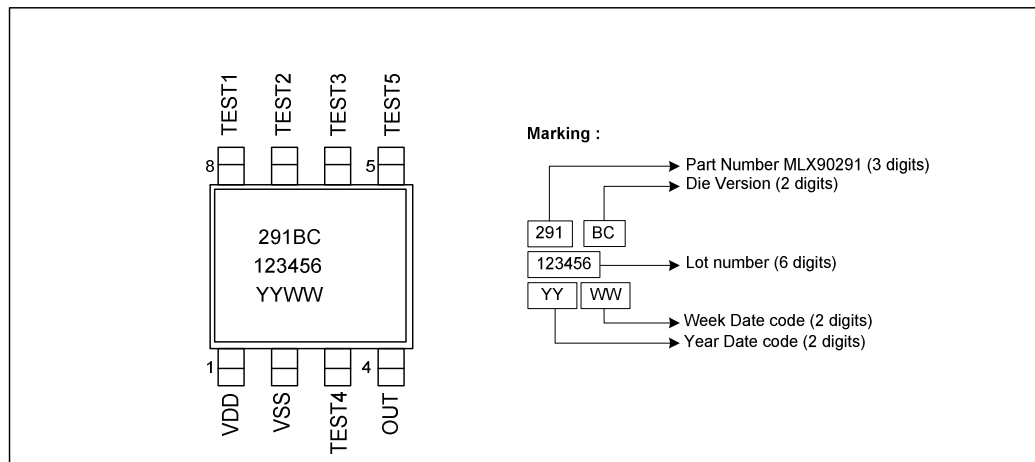 TEST1
TEST2
TEST3
TEST5
8
5
291BC
123456
YYWW
1
4
VDD
VSS
TEST4
OUT
Marking :
Part Number MLX90291 (3 digits)
Die Version (2 digits)
291 BC
123456
Lot number (6 digits)
YY WW
Week Date code (2 digits)
Year Date code (2 digits)